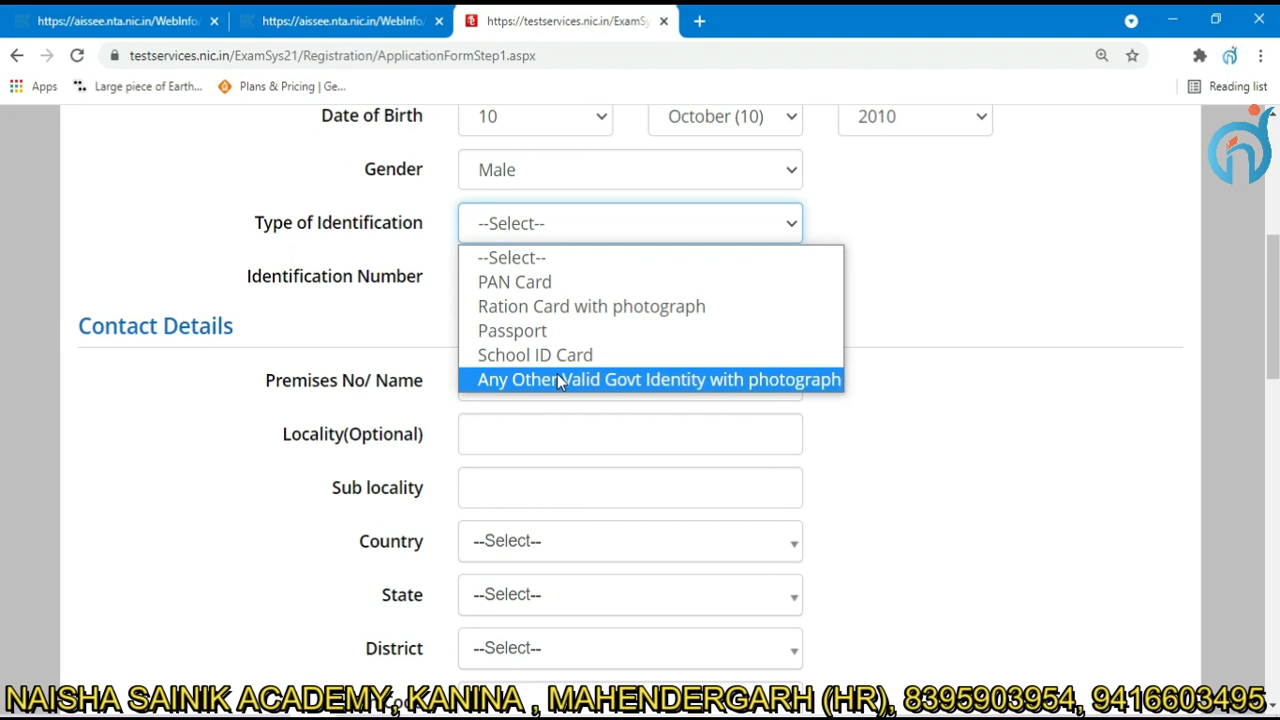 https://aissee.nta.nic.in/WebInfo/
https://aissee.nta.nic.in/WebInfo/
https://testservices.nic.in/ExamSy
testservices.nic.in/ExamSys21/Registration/ApplicationFormStep1.aspx
Apps
Large piece of Earth...
Plans & Pricing | Ge...
Reading list
Date of Birth
10
October (10)
2010
Gender
Male
Type of Identification
--Select--
--Select--
PAN Card
Identification Number
Ration Card with photograph
Passport
Contact Details
School ID Card
Any Other Valid Govt Identity with photograph
Premises No/ Name
Locality(Optional)
Sub locality
Country
--Select--
State
--Select--
District
--Select--
NAISHA SAINIK ACADEMY, KANINA , MAHENDERGARH (HR), 8395903954, 9416603495